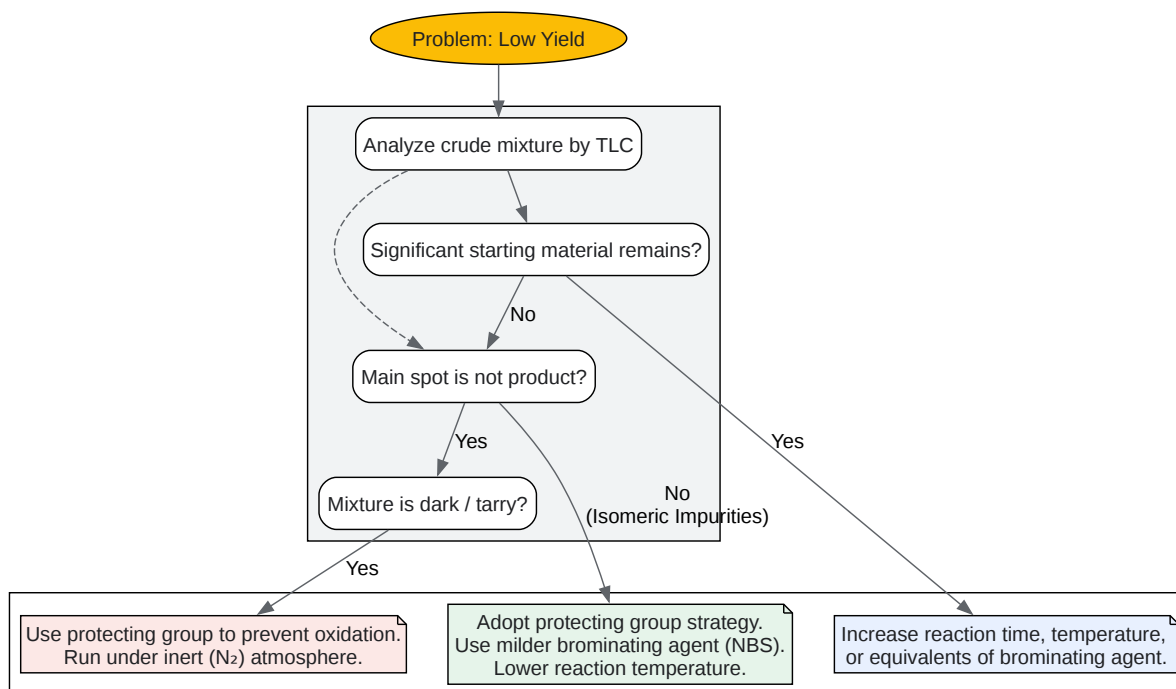 Problem: Low Yield
Analyze crude mixture by TLC
Significant starting material remains?
No
Main spot is not product?
Yes
Yes
Mixture is dark / tarry?
No
(Isomeric Impurities)
Yes
Use protecting group to prevent oxidation.
Run under inert (N₂) atmosphere.
Adopt protecting group strategy.
Use milder brominating agent (NBS).
Lower reaction temperature.
Increase reaction time, temperature,
or equivalents of brominating agent.